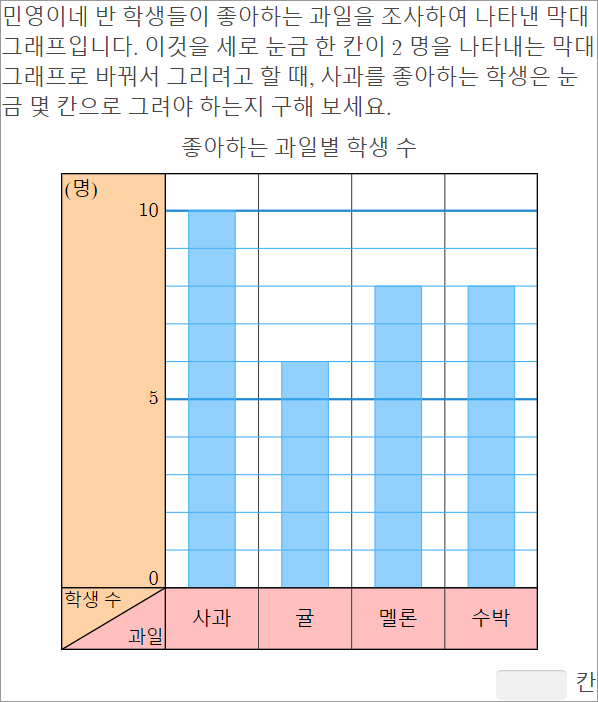 민영이네 반 학생들이 좋아하는 과일을 조사하여 나타낸 막대
그래프입니다. 이것을 세로 눈금 한 칸이 2 명을 나타내는 막대
그래프로 바꿔서 그리려고 할 때, 사과를 좋아하는 학생은 눈
금 몇 칸으로 그려야 하는지 구해 보세요.
좋아하는 과일별 학생 수
(명)
10
5
0
학생 수
과일
사과 귤 멜론 수박
칸